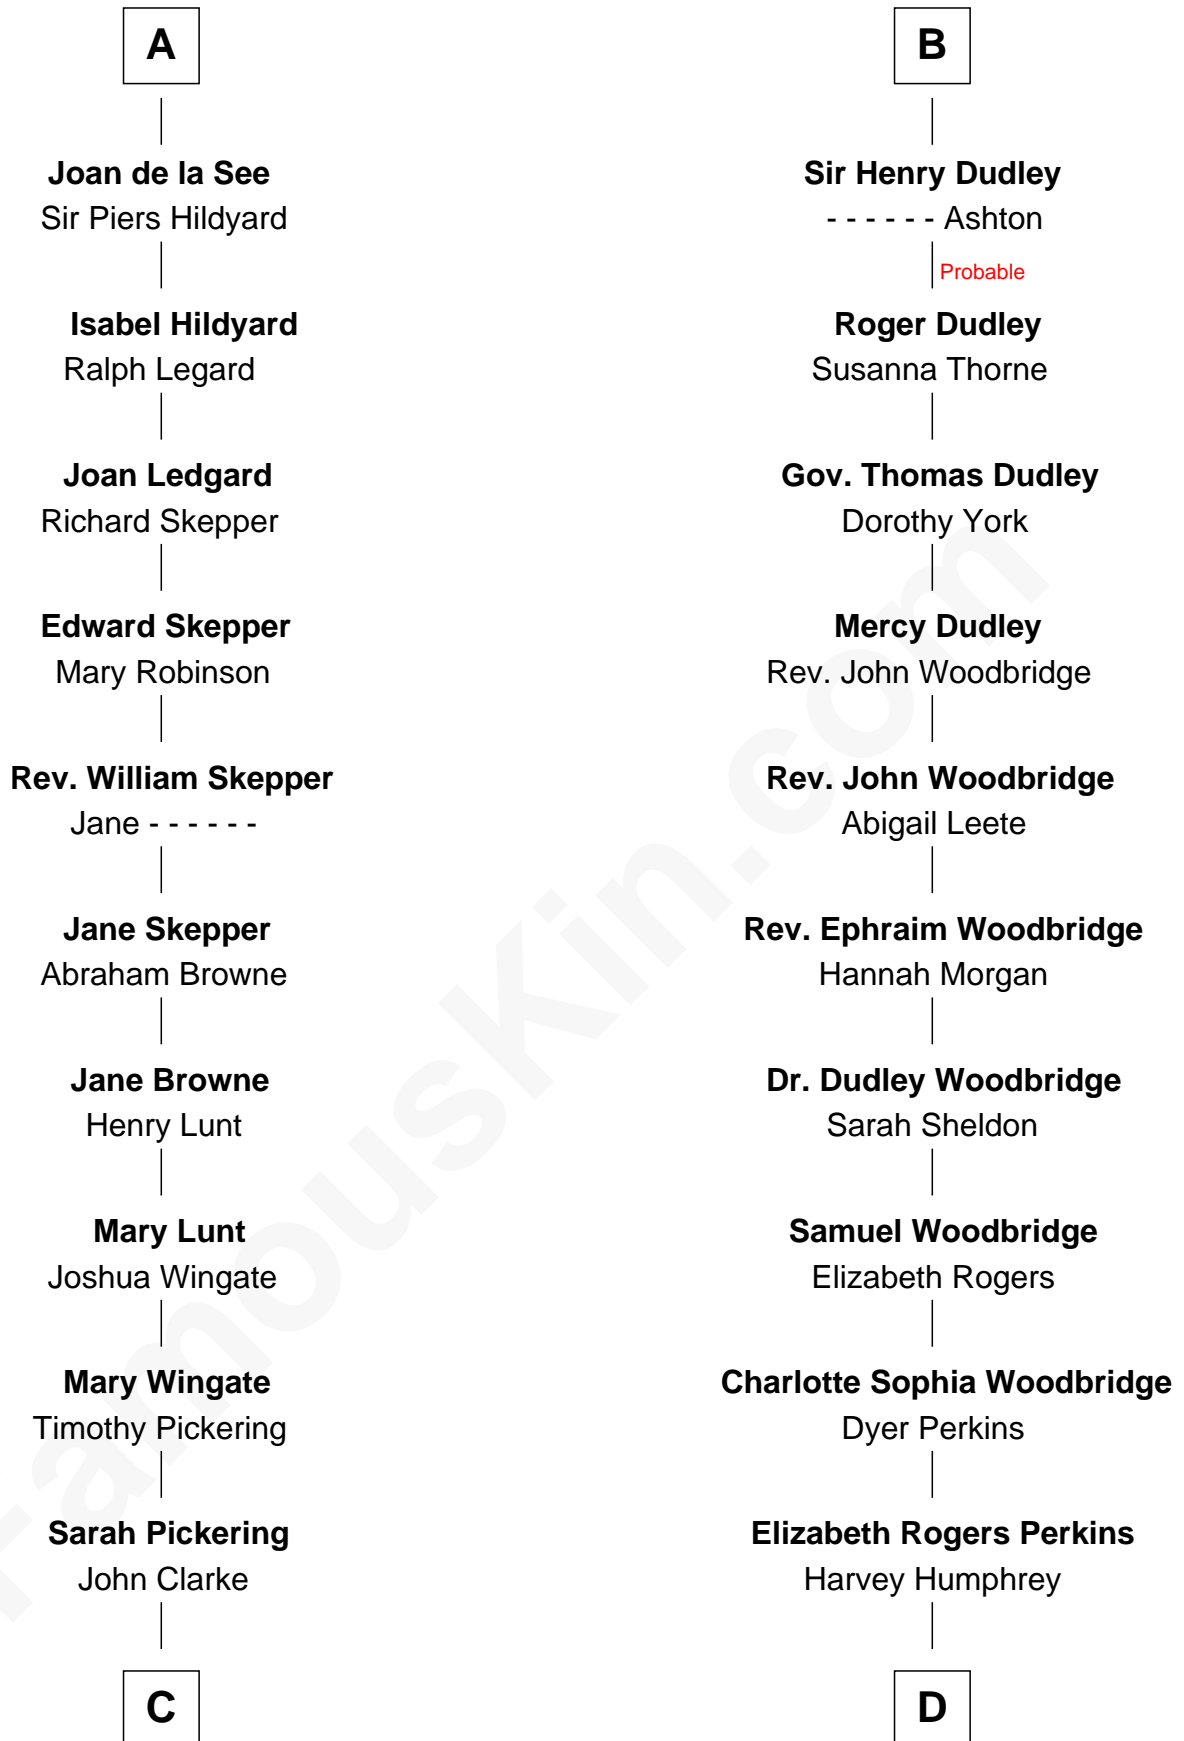 A
Joan de la See
Sir Piers Hildyard
Isabel Hildyard
Ralph Legard
Joan Ledgard
Richard Skepper
Edward Skepper
Mary Robinson
Rev. William Skepper
Jane - - - - - -
Jane Skepper
Abraham Browne
Jane Browne
Henry Lunt
Mary Lunt
Joshua Wingate
Mary Wingate
Timothy Pickering
Sarah Pickering
John Clarke
C
B
Sir Henry Dudley
- - - - - - Ashton
Probable
Roger Dudley
Susanna Thorne
Gov. Thomas Dudley
Dorothy York
Mercy Dudley
Rev. John Woodbridge
Rev. John Woodbridge
Abigail Leete
Rev. Ephraim Woodbridge
Hannah Morgan
Dr. Dudley Woodbridge
Sarah Sheldon
Samuel Woodbridge
Elizabeth Rogers
Charlotte Sophia Woodbridge
Dyer Perkins
Elizabeth Rogers Perkins
Harvey Humphrey
D
FamousKin.com